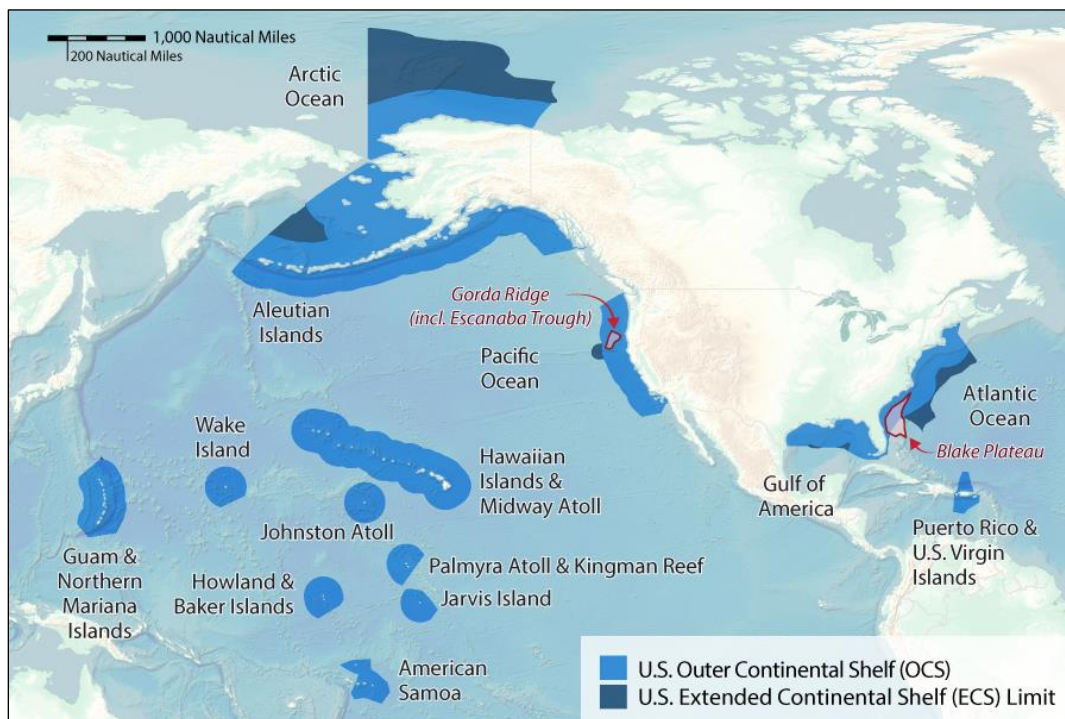 1,000 Nautical Miles
200 Nautical Miles
Arctic
Ocean
Aleutian
Islands
Gorda Ridge
(incl. Escanaba Trough)
Pacific
Ocean
Atlantic
Ocean
Blake Plateau
Wake
Island
Hawaiian
Islands &
Midway Atoll
Gulf of
America
Johnston Atoll
Puerto Rico &
U.S. Virgin
Islands
Guam &
Northern
Mariana
Islands
Palmyra Atoll & Kingman Reef
Howland &
Baker Islands
Jarvis Island
American
Samoa
U.S. Outer Continental Shelf (OCS)
U.S. Extended Continental Shelf (ECS) Limit